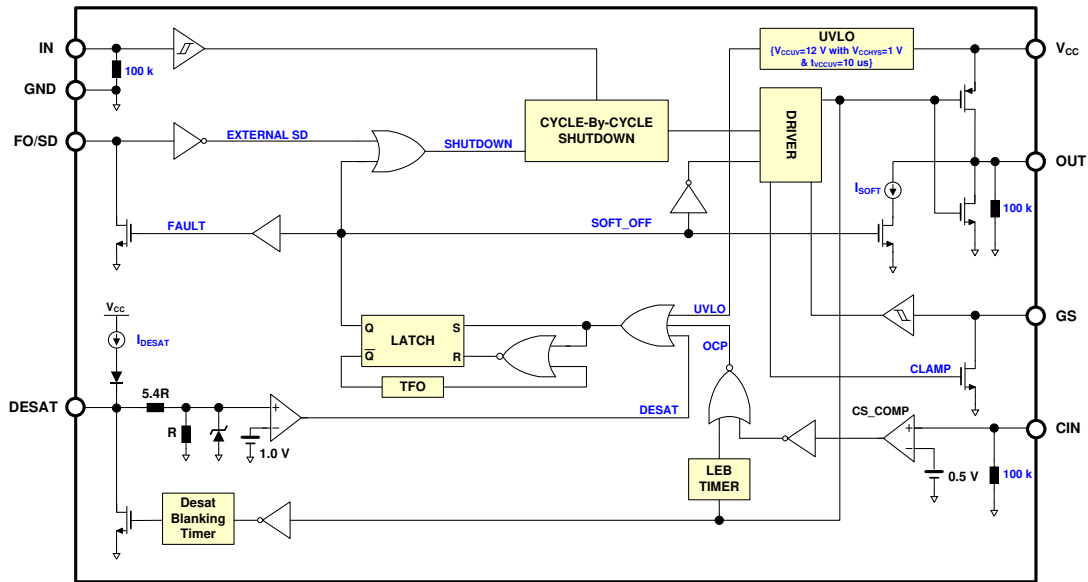 IN
100 k
GND
FO/SD
EXTERNAL SD
SHUTDOWN
CYCLE-By-CYCLE
SHUTDOWN
UVLO
{VCCUV=12 V with VCCHYS=1 V
& tVCCUV=10 us}
VCC
DRIVER
OUT
ISOFT
100 k
FAULT
SOFT_OFF
VCC
IDESAT
Q
S
LATCH
Q
R
TFO
UVLO
OCP
GS
CLAMP
DESAT
5.4R
R
1.0 V
DESAT
CS_COMP
CIN
LEB
TIMER
0.5 V
100 k
Desat
Blanking
Timer